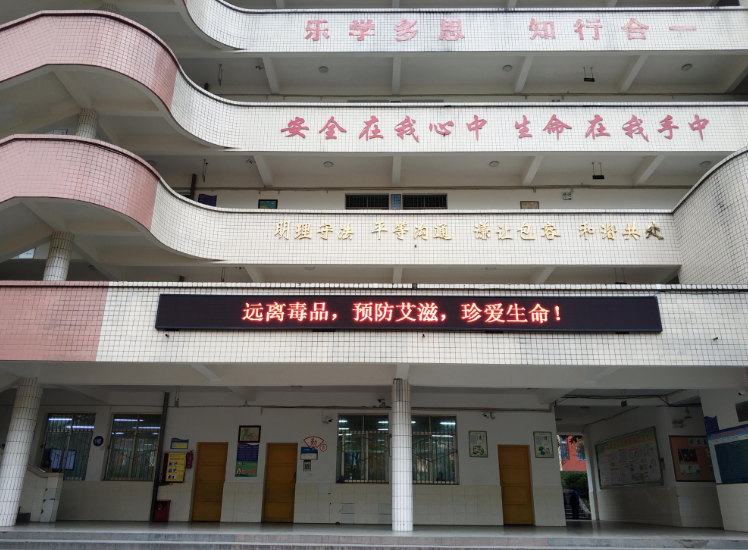 乐学多思 知行合一
安全在我心中 生命在我手中
明理守法 平等沟通 谦让包容 和谐共处
远离毒品，预防艾滋，珍爱生命！